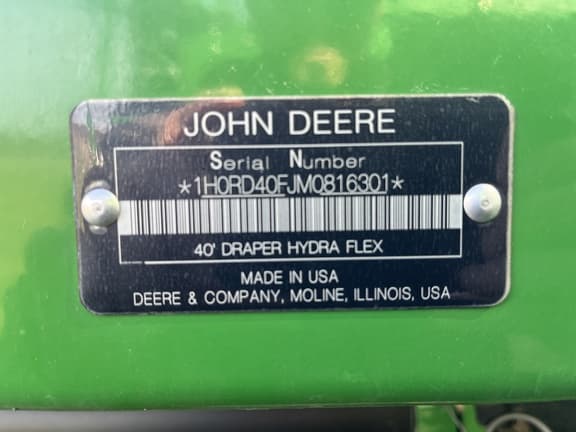 JOHN DEERE
Serial Number
*1H0RD40FJM0816301*
40' DRAPER HYDRA FLEX
MADE IN USA
DEERE & COMPANY, MOLINE, ILLINOIS, USA